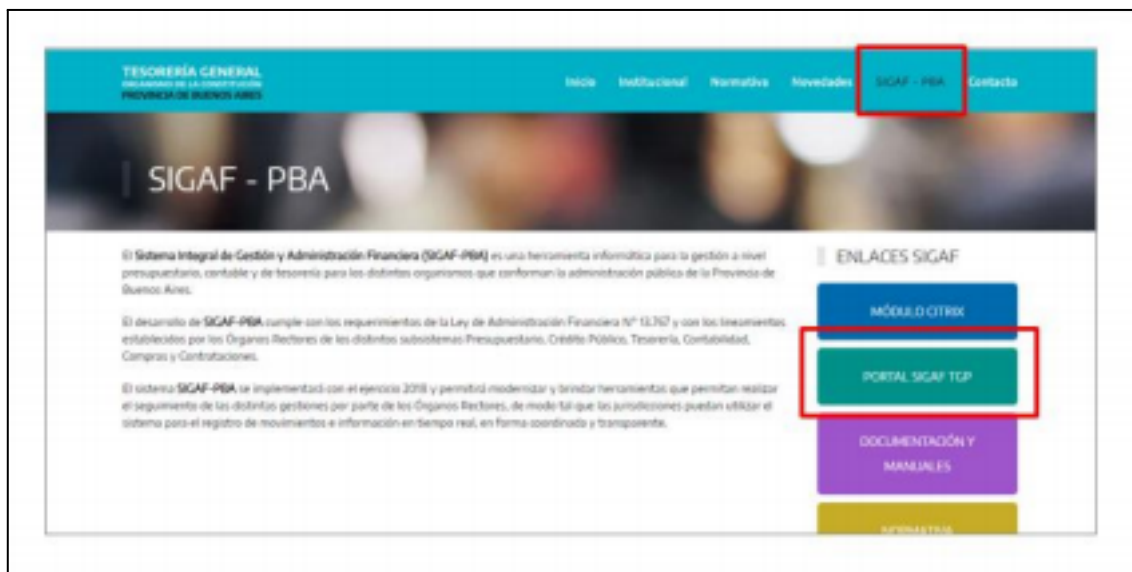 TESORERÍA GENERAL
ORGANISMO DE LA CONSTITUCIÓN
PROVINCIA DE BUENOS AIRES
Inicio Institucional Normativa Novedades SIGAF - PBA Contacto
SIGAF - PBA
El Sistema Integral de Gestión y Administración Financiera (SIGAF-PBA) es una herramienta informática para la gestión a nivel
presupuestario, contable y de tesorería para los distintos organismos que conforman la administración pública de la Provincia de
Buenos Aires.
El desarrollo de SIGAF-PBA cumple con los requerimientos de la Ley de Administración Financiera N° 13.767 y con los lineamientos
establecidos por los Órganos Rectores de los distintos subsistemas Presupuestario, Crédito Público, Tesorería, Contabilidad,
Compras y Contrataciones.
El sistema SIGAF-PBA se implementará con el ejercicio 2018 y permitirá modernizar y brindar herramientas que permitan realizar
el seguimiento de las distintas gestiones por parte de los Órganos Rectores, de modo tal que las jurisdicciones puedan utilizar el
sistema para el registro de movimientos e información en tiempo real, en forma coordinada y transparente.
ENLACES SIGAF
MÓDULO CITRIX
PORTAL SIGAF TGP
DOCUMENTACIÓN Y
MANUALES
NORMATIVA